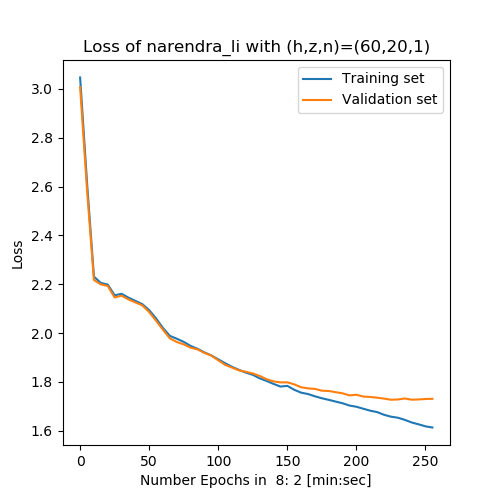 Loss of narendra_li with (h,z,n)=(60,20,1)
Training set
Validation set
3.0
2.8
2.6
2.4
2.2
2.0
1.8
1.6
Loss
0
50
100
150
200
250
Number Epochs in  8: 2 [min:sec]